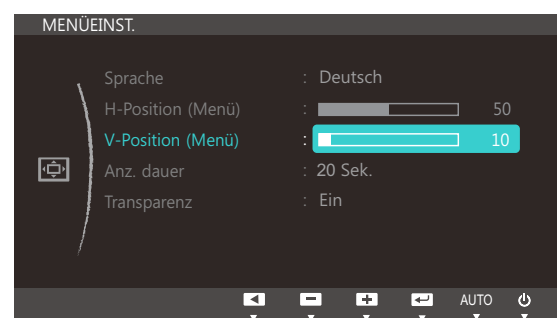 MENÜEINST.
Sprache : Deutsch
H-Position (Menü) : 50
V-Position (Menü) : 10
Anz. dauer : 20 Sek.
Transparenz : Ein
AUTO